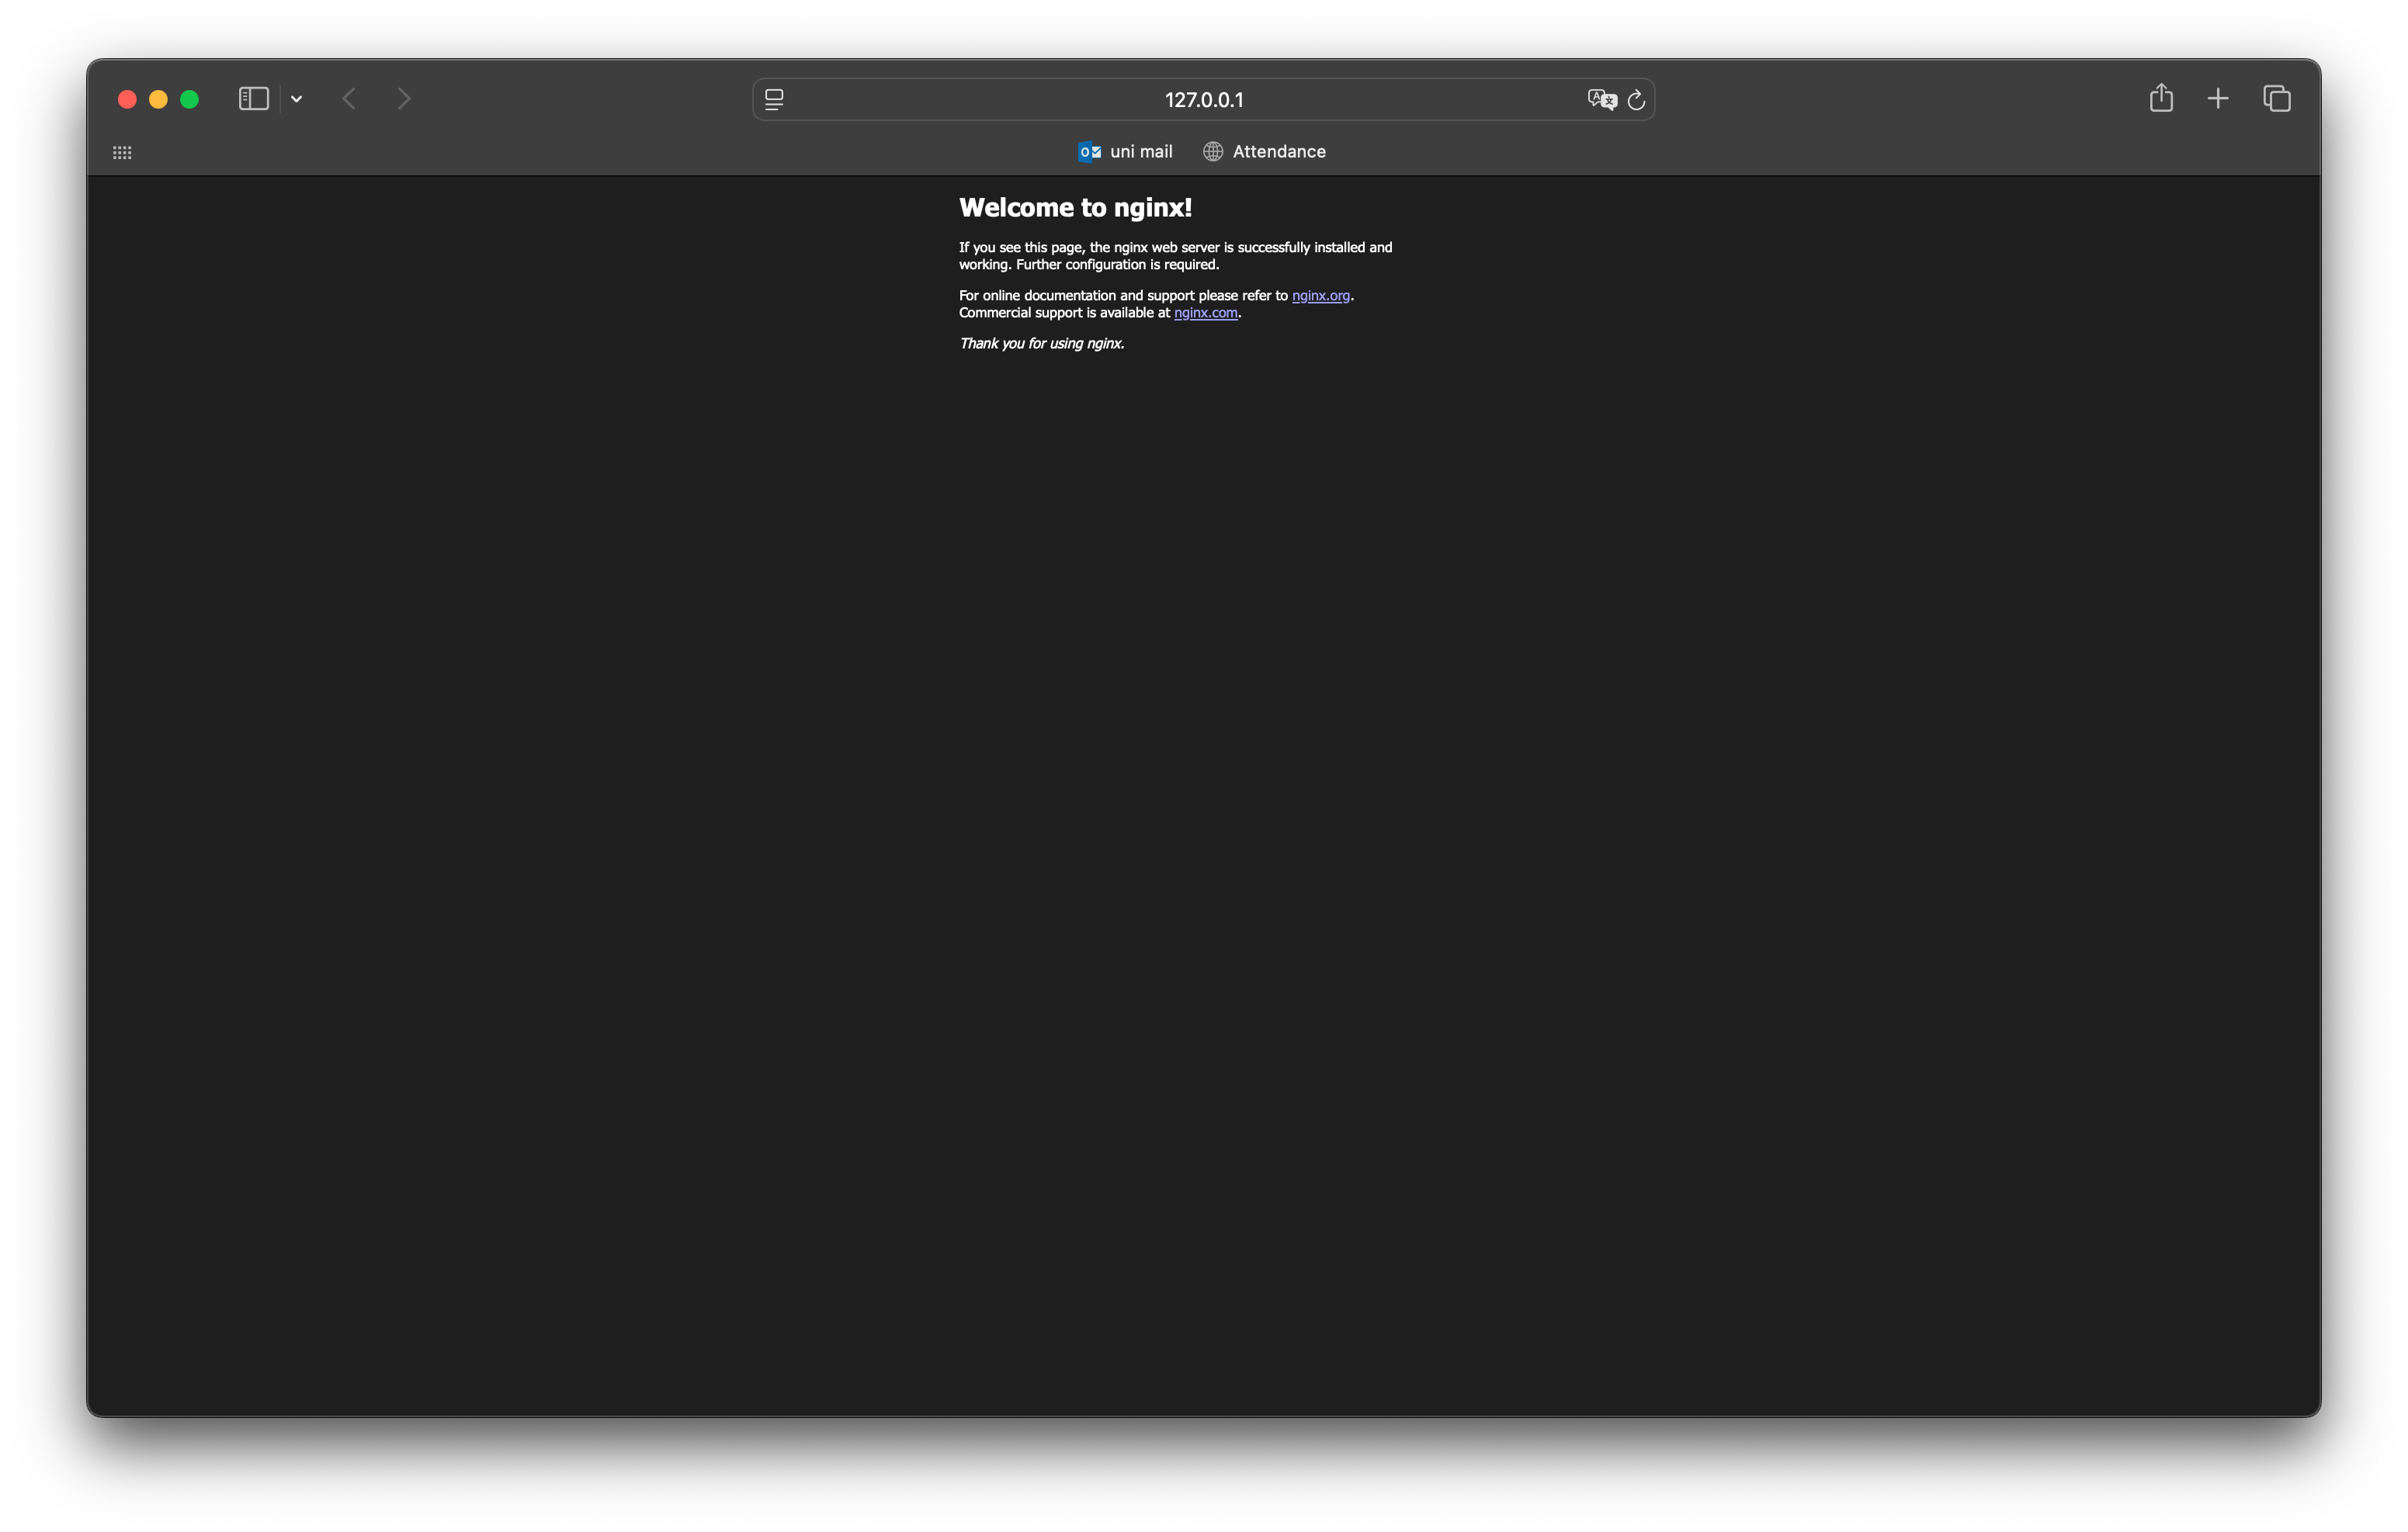 127.0.0.1
uni mail
Attendance
Welcome to nginx!
If you see this page, the nginx web server is successfully installed and
working. Further configuration is required.
For online documentation and support please refer to nginx.org.
Commercial support is available at nginx.com.
Thank you for using nginx.